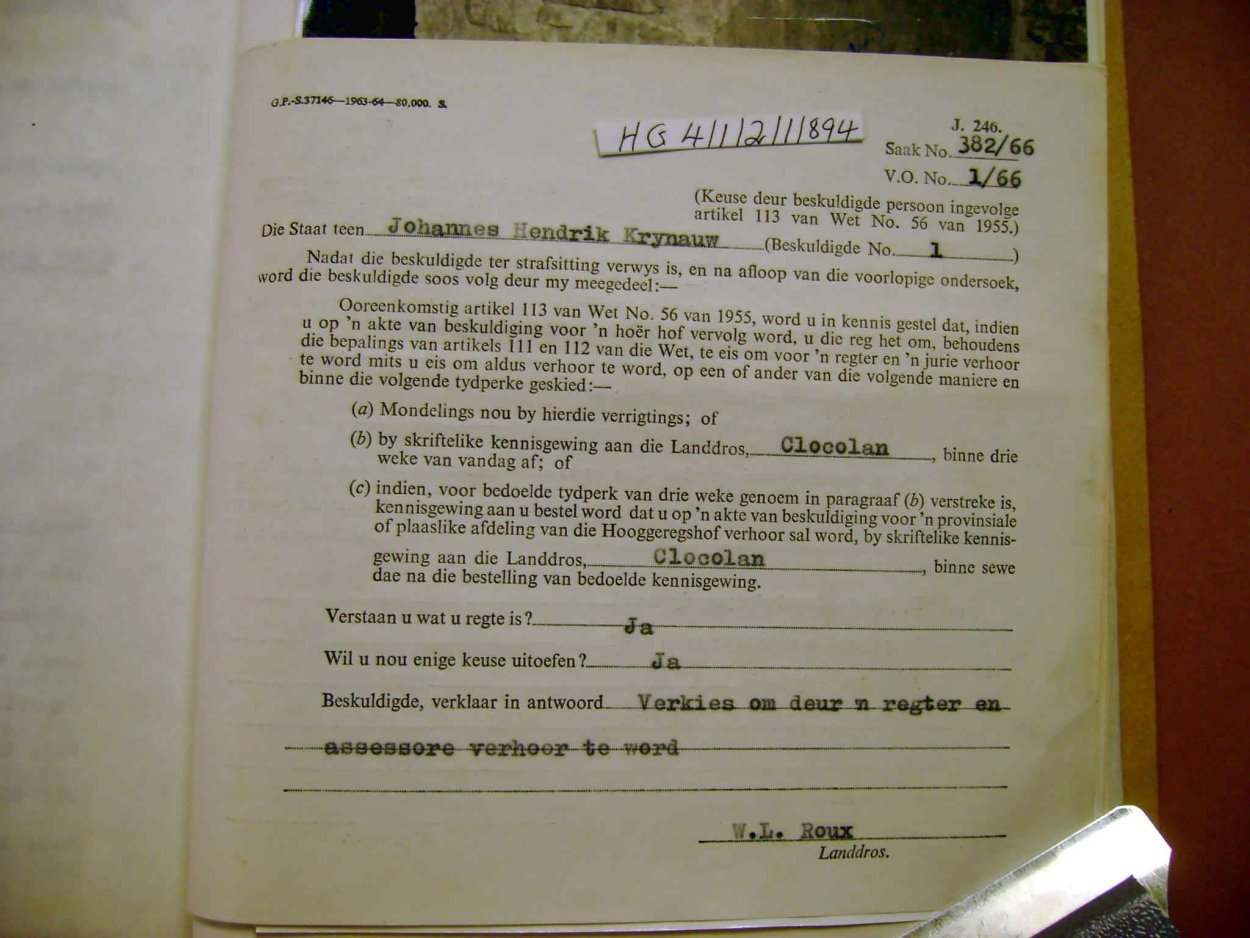 G.P.-S.37146—1963-64—80,000. S.
HG 4/1/2/1/894
J. 246.
Saak No. 382/66
V.O. No. 1/66
(Keuse deur beskuldigde persoon ingevolge
artikel 113 van Wet No. 56 van 1955.)
Die Staat teen Johannes Hendrik Krynauw (Beskuldigde No. 1 )
Nadat die beskuldigde ter strafsitting verwys is, en na afloop van die voorlopige ondersoek,
word die beskuldigde soos volg deur my meegedeel:—
Ooreenkomstig artikel 113 van Wet No. 56 van 1955, word u in kennis gestel dat, indien
u op 'n akte van beskuldiging voor 'n hoër hof vervolg word, u die reg het om, behoudens
die bepalings van artikels 111 en 112 van die Wet, te eis om voor 'n regter en 'n jurie verhoor
te word mits u eis om aldus verhoor te word, op een of ander van die volgende maniere en
binne die volgende tydperke geskied:—
(a) Mondelings nou by hierdie verrigtings; of
(b) by skriftelike kennisgewing aan die Landdros, Clocolan, binne drie
weke van vandag af; of
(c) indien, voor bedoelde tydperk van drie weke genoem in paragraaf (b) verstreke is,
kennisgewing aan u bestel word dat u op 'n akte van beskuldiging voor 'n provinsiale
of plaaslike afdeling van die Hooggeregshof verhoor sal word, by skriftelike kennis-
gewing aan die Landdros, Clocolan, binne sewe
dae na die bestelling van bedoelde kennisgewing.
Verstaan u wat u regte is? Ja
Wil u nou enige keuse uitoefen? Ja
Beskuldigde, verklaar in antwoord Verkies om deur n regter en
assessore verhoor te word
W.L. Roux
Landdros.